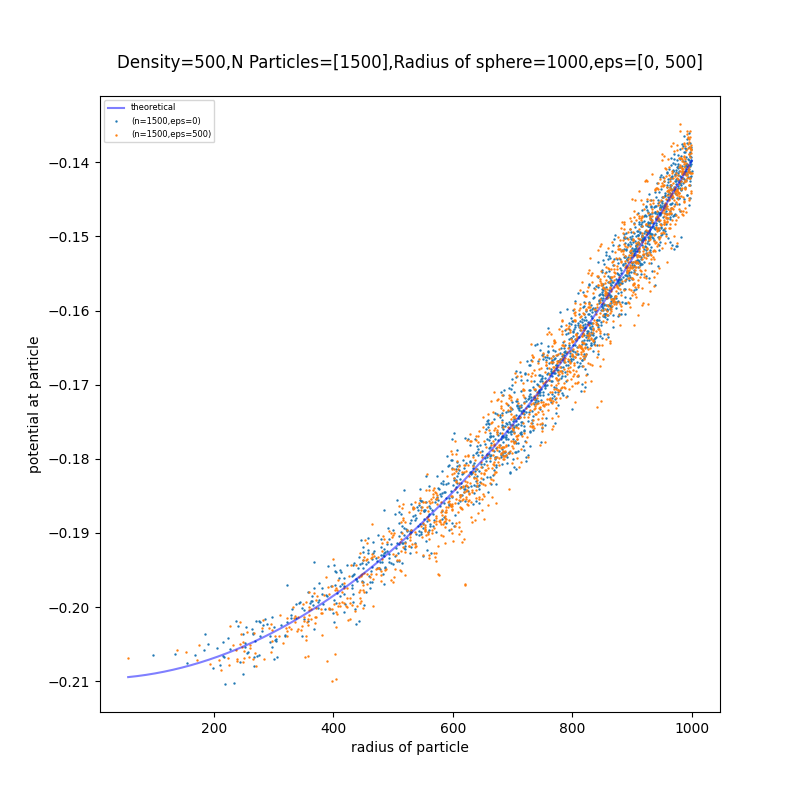 Density=500,N Particles=[1500],Radius of sphere=1000,eps=[0, 500]
theoretical
(n=1500,eps=0)
(n=1500,eps=500)
−0.14
−0.15
−0.16
−0.17
−0.18
−0.19
−0.20
−0.21
potential at particle
200 400 600 800 1000
radius of particle